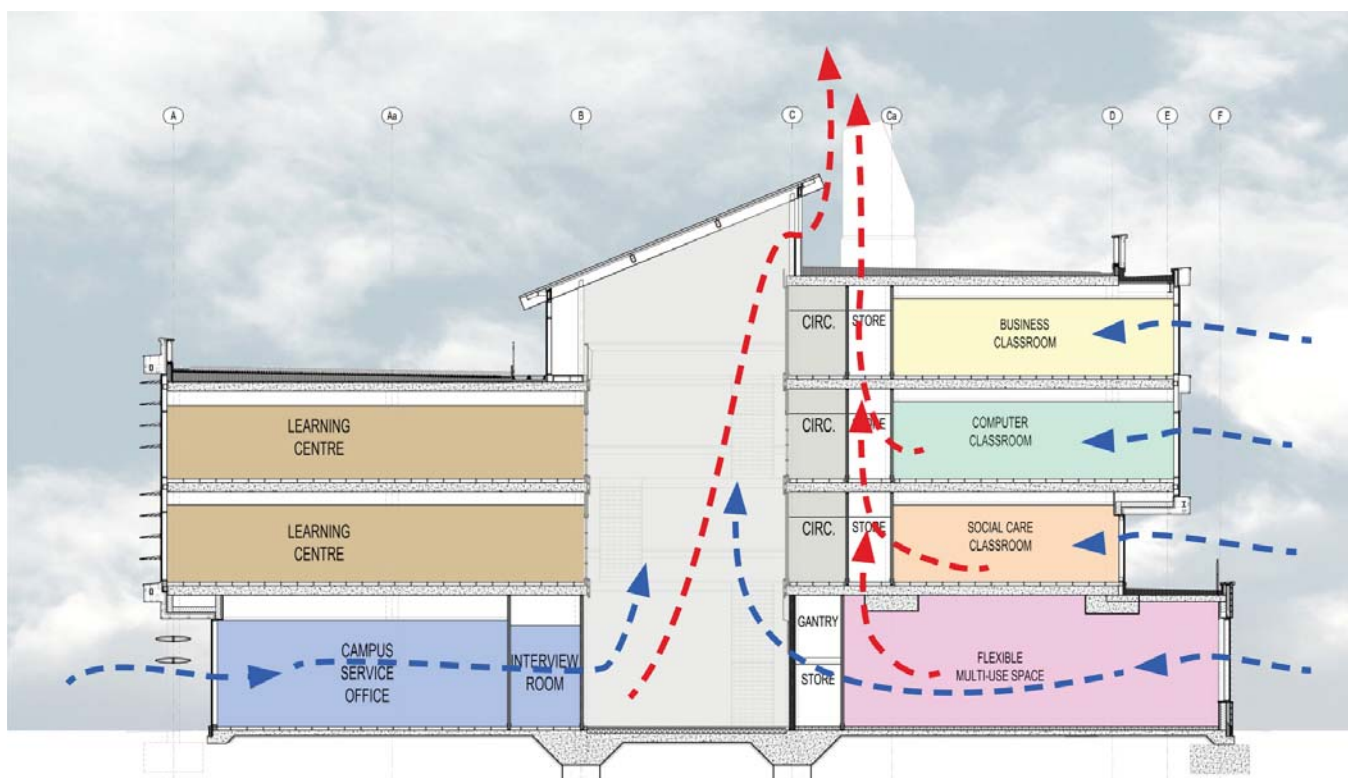 A
Aa
B
C
Ca
D
E
F
CIRC.
STORE
BUSINESS
CLASSROOM
LEARNING
CENTRE
CIRC.
STORE
COMPUTER
CLASSROOM
LEARNING
CENTRE
CIRC.
STORE
SOCIAL CARE
CLASSROOM
CAMPUS
SERVICE
OFFICE
INTERVIEW
ROOM
GANTRY
STORE
FLEXIBLE
MULTI-USE SPACE